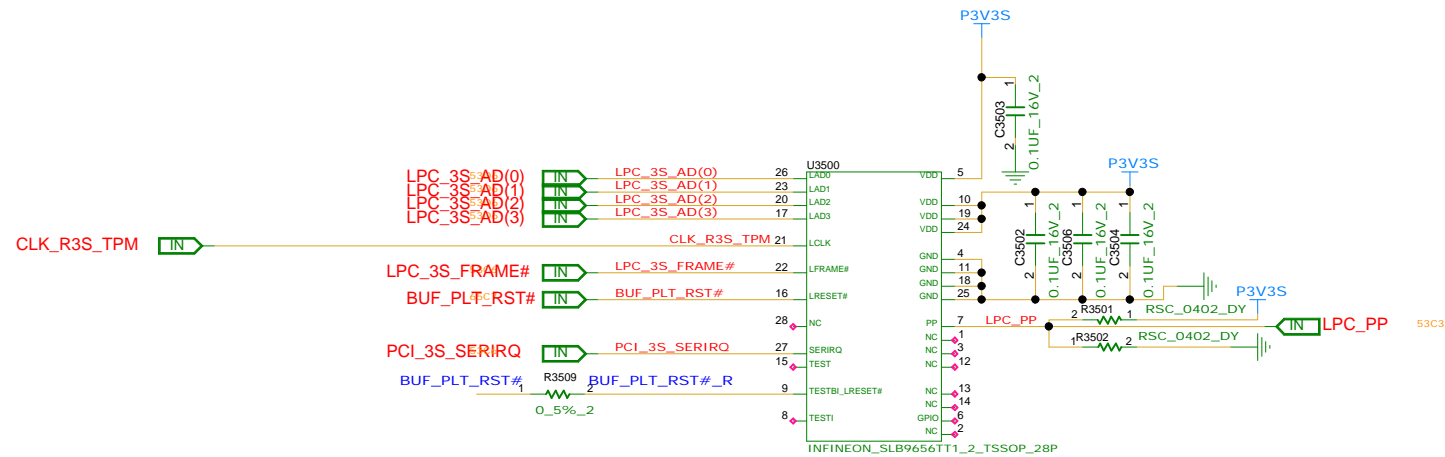 P3V3S
1
C3503
2
0.1UF_16V_2
U3500
LPC_3S_AD(0) IN LPC_3S_AD(0) 26 LAD0 VDD 5
LPC_3S_AD(1) IN LPC_3S_AD(1) 23 LAD1
LPC_3S_AD(2) IN LPC_3S_AD(2) 20 LAD2 VDD 10
LPC_3S_AD(3) IN LPC_3S_AD(3) 17 LAD3 VDD 19
VDD 24
P3V3S
1 C3502 2 0.1UF_16V_2
1 C3506 2 0.1UF_16V_2
1 C3504 2 0.1UF_16V_2
CLK_R3S_TPM IN CLK_R3S_TPM 21 LCLK
GND 4
LPC_3S_FRAME# IN LPC_3S_FRAME# 22 LFRAME# GND 11
GND 18
BUF_PLT_RST# IN BUF_PLT_RST# 16 LRESET# GND 25
P3V3S
2 R3501 1 RSC_0402_DY
28 NC PP 7 LPC_PP IN LPC_PP 53C3
NC 1
1 R3502 2 RSC_0402_DY
PCI_3S_SERIRQ IN PCI_3S_SERIRQ 27 SERIRQ NC 3
15 TEST NC 12
BUF_PLT_RST# 1 R3509 2 BUF_PLT_RST#_R 9 TESTBI_LRESET# NC 13
0_5%_2
NC 14
8 TESTI GPIO 6
NC 2
INFINEON_SLB9656TT1_2_TSSOP_28P